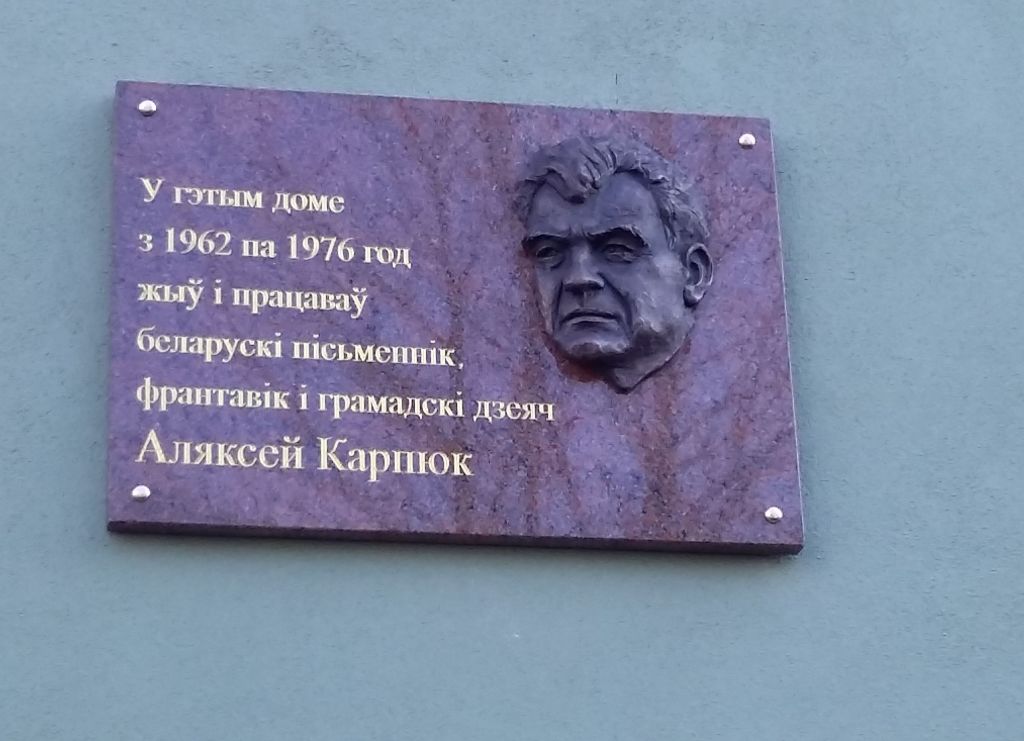 У гэтым доме
з 1962 па 1976 год
жыў і працаваў
беларускі пісьменнік,
франтавік і грамадскі дзеяч
Аляксей Карпюк